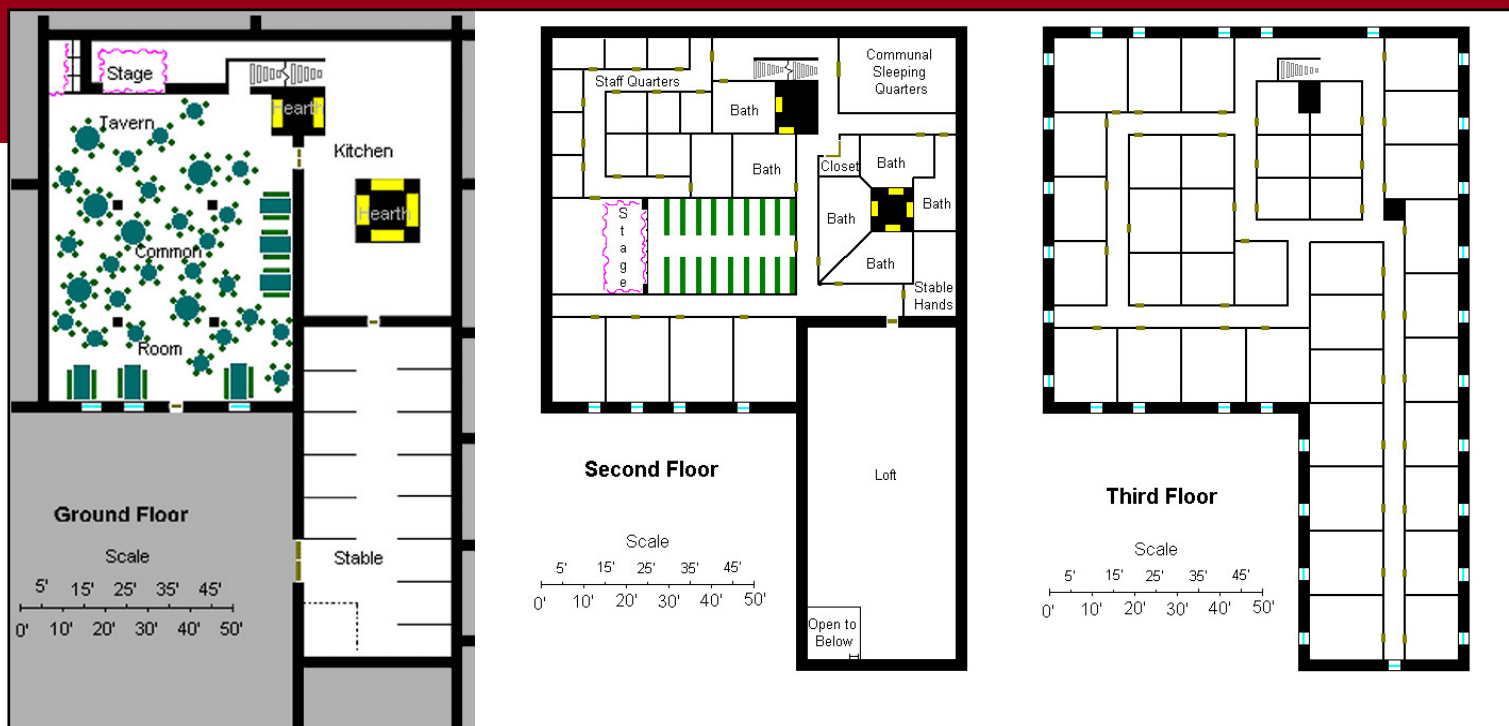 Stage
Hearth
Tavern
Kitchen
Hearth
Common
Room
Ground Floor
Scale
5' 15' 25' 35' 45'
0' 10' 20' 30' 40' 50'
Stable
Communal
Sleeping
Quarters
Staff Quarters
Bath
Bath
Closet
Bath
Bath
Bath
Bath
Stage
Stable
Hands
Second Floor
Loft
Scale
5' 15' 25' 35' 45'
0' 10' 20' 30' 40' 50'
Open to
Below
Third Floor
Scale
5' 15' 25' 35' 45'
0' 10' 20' 30' 40' 50'